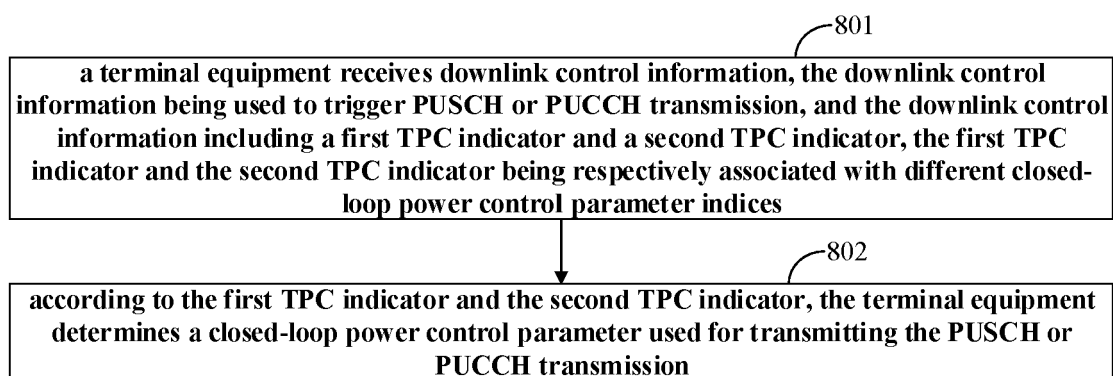 801
a terminal equipment receives downlink control information, the downlink control
information being used to trigger PUSCH or PUCCH transmission, and the downlink control
information including a first TPC indicator and a second TPC indicator, the first TPC
indicator and the second TPC indicator being respectively associated with different closed-
loop power control parameter indices
802
according to the first TPC indicator and the second TPC indicator, the terminal equipment
determines a closed-loop power control parameter used for transmitting the PUSCH or
PUCCH transmission